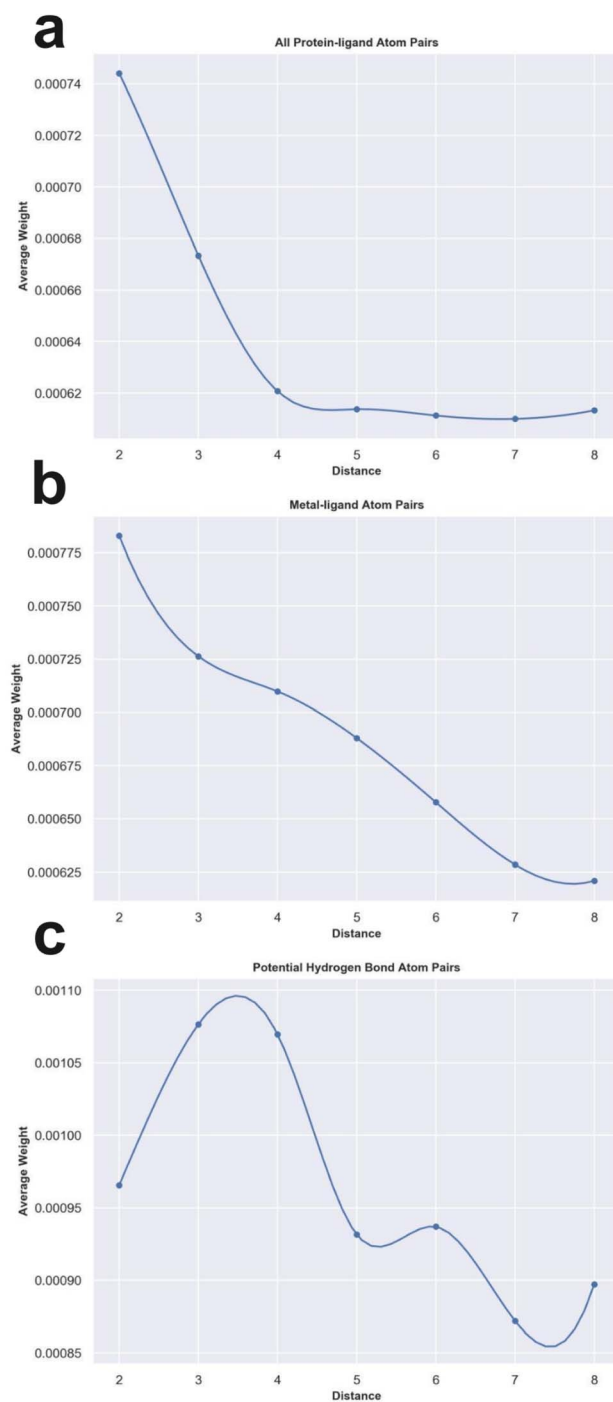 a
All Protein-ligand Atom Pairs
0.00074
0.00072
0.00070
0.00068
0.00066
0.00064
0.00062
Average Weight
2 3 4 5 6 7 8
Distance
b
Metal-ligand Atom Pairs
0.000775
0.000750
0.000725
0.000700
0.000675
0.000650
0.000625
Average Weight
2 3 4 5 6 7 8
Distance
c
Potential Hydrogen Bond Atom Pairs
0.00110
0.00105
0.00100
0.00095
0.00090
0.00085
Average Weight
2 3 4 5 6 7 8
Distance